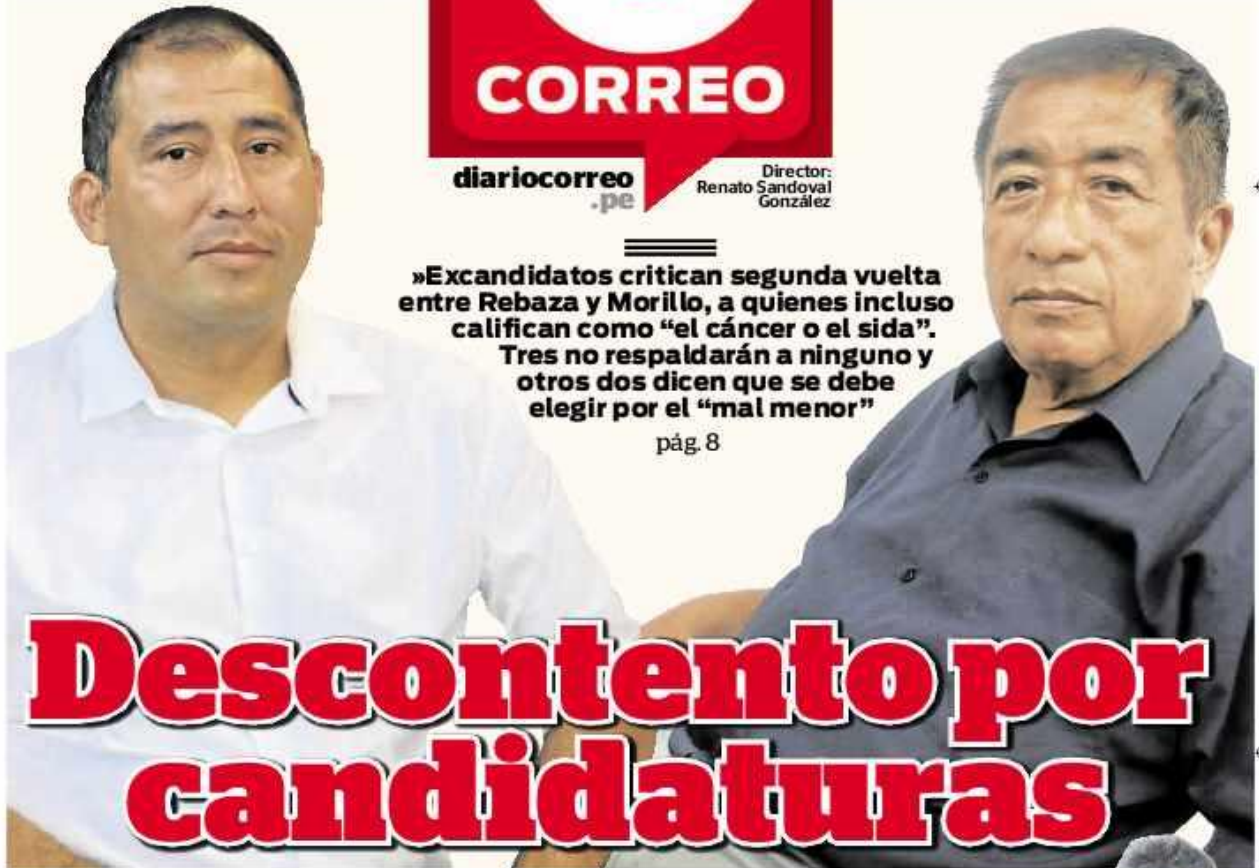 CORREO
diariocorreo
.pe
Director:
Renato Sandoval
González
»Excandidatos critican segunda vuelta
entre Rebaza y Morillo, a quienes incluso
califican como “el cáncer o el sida”.
Tres no respaldarán a ninguno y
otros dos dicen que se debe
elegir por el “mal menor”
pág. 8
Descontento por
candidaturas